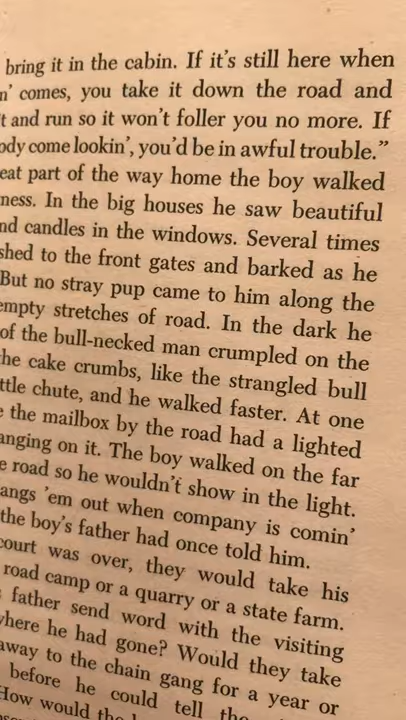 bring it in the cabin. If it's still here when
n' comes, you take it down the road and
t and run so it won't foller you no more. If
ody come lookin', you'd be in awful trouble."
eat part of the way home the boy walked
ness. In the big houses he saw beautiful
nd candles in the windows. Several times
shed to the front gates and barked as he
But no stray pup came to him along the
empty stretches of road. In the dark he
of the bull-necked man crumpled on the
he cake crumbs, like the strangled bull
ttle chute, and he walked faster. At one
e the mailbox by the road had a lighted
anging on it. The boy walked on the far
e road so he wouldn't show in the light.
angs 'em out when company is comin'
the boy's father had once told him.
court was over, they would take his
road camp or a quarry or a state farm.
father send word with the visiting
where he had gone? Would they take
away to the chain gang for a year or
before he could tell the
How would the